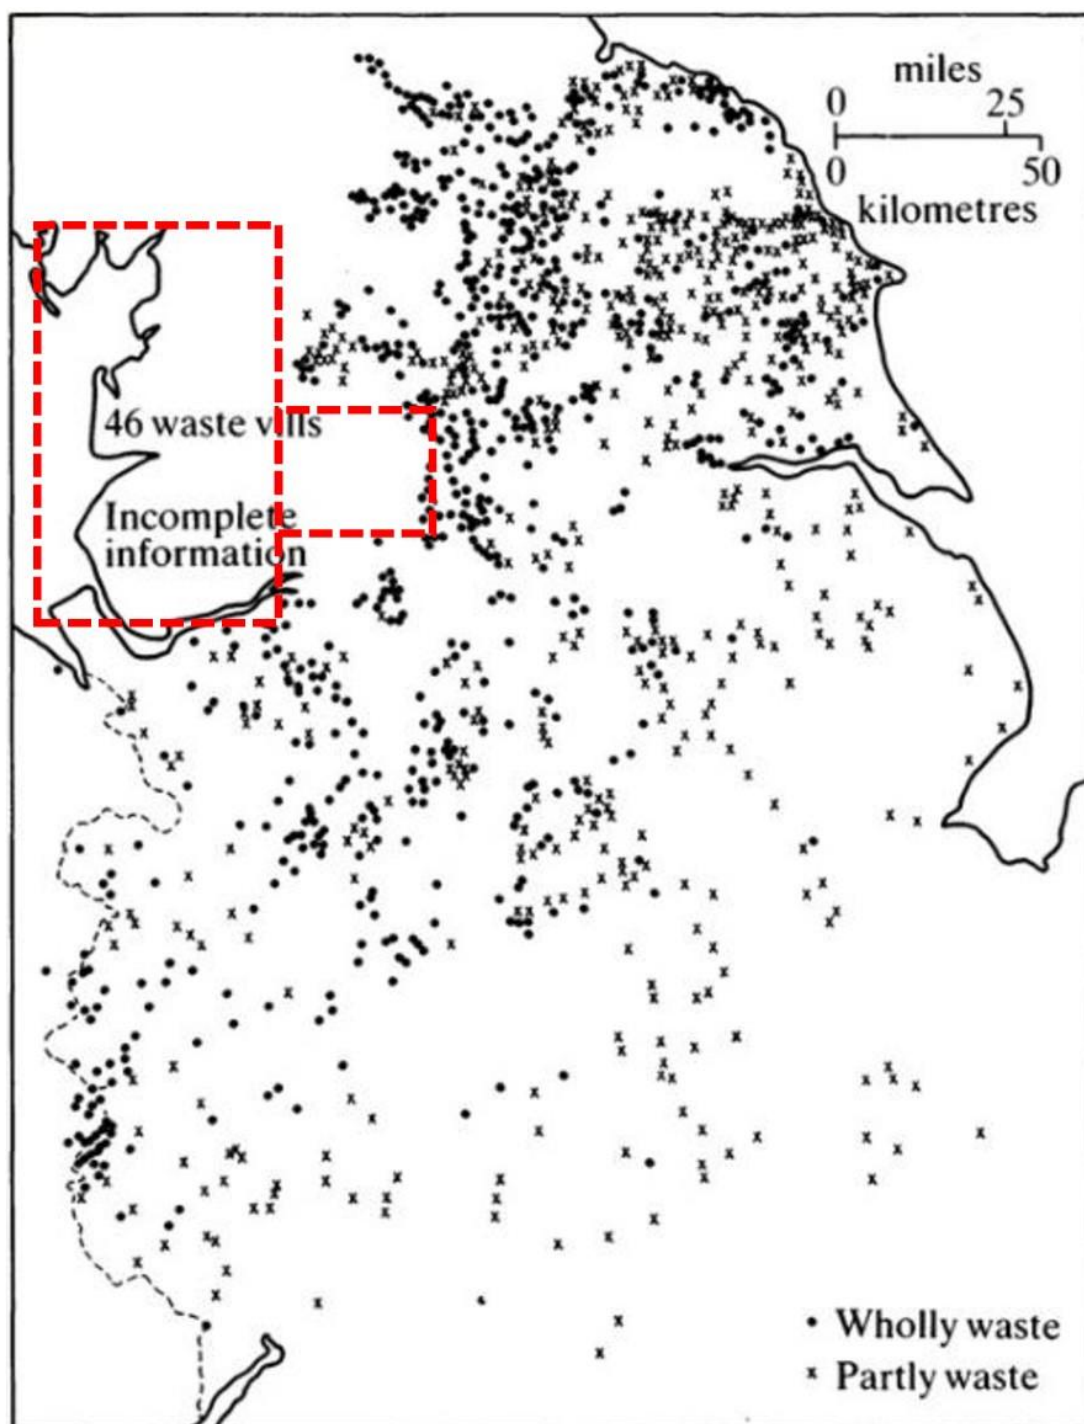 miles
0 25
0 50
kilometres
46 waste vills
Incomplete
information
• Wholly waste
x Partly waste